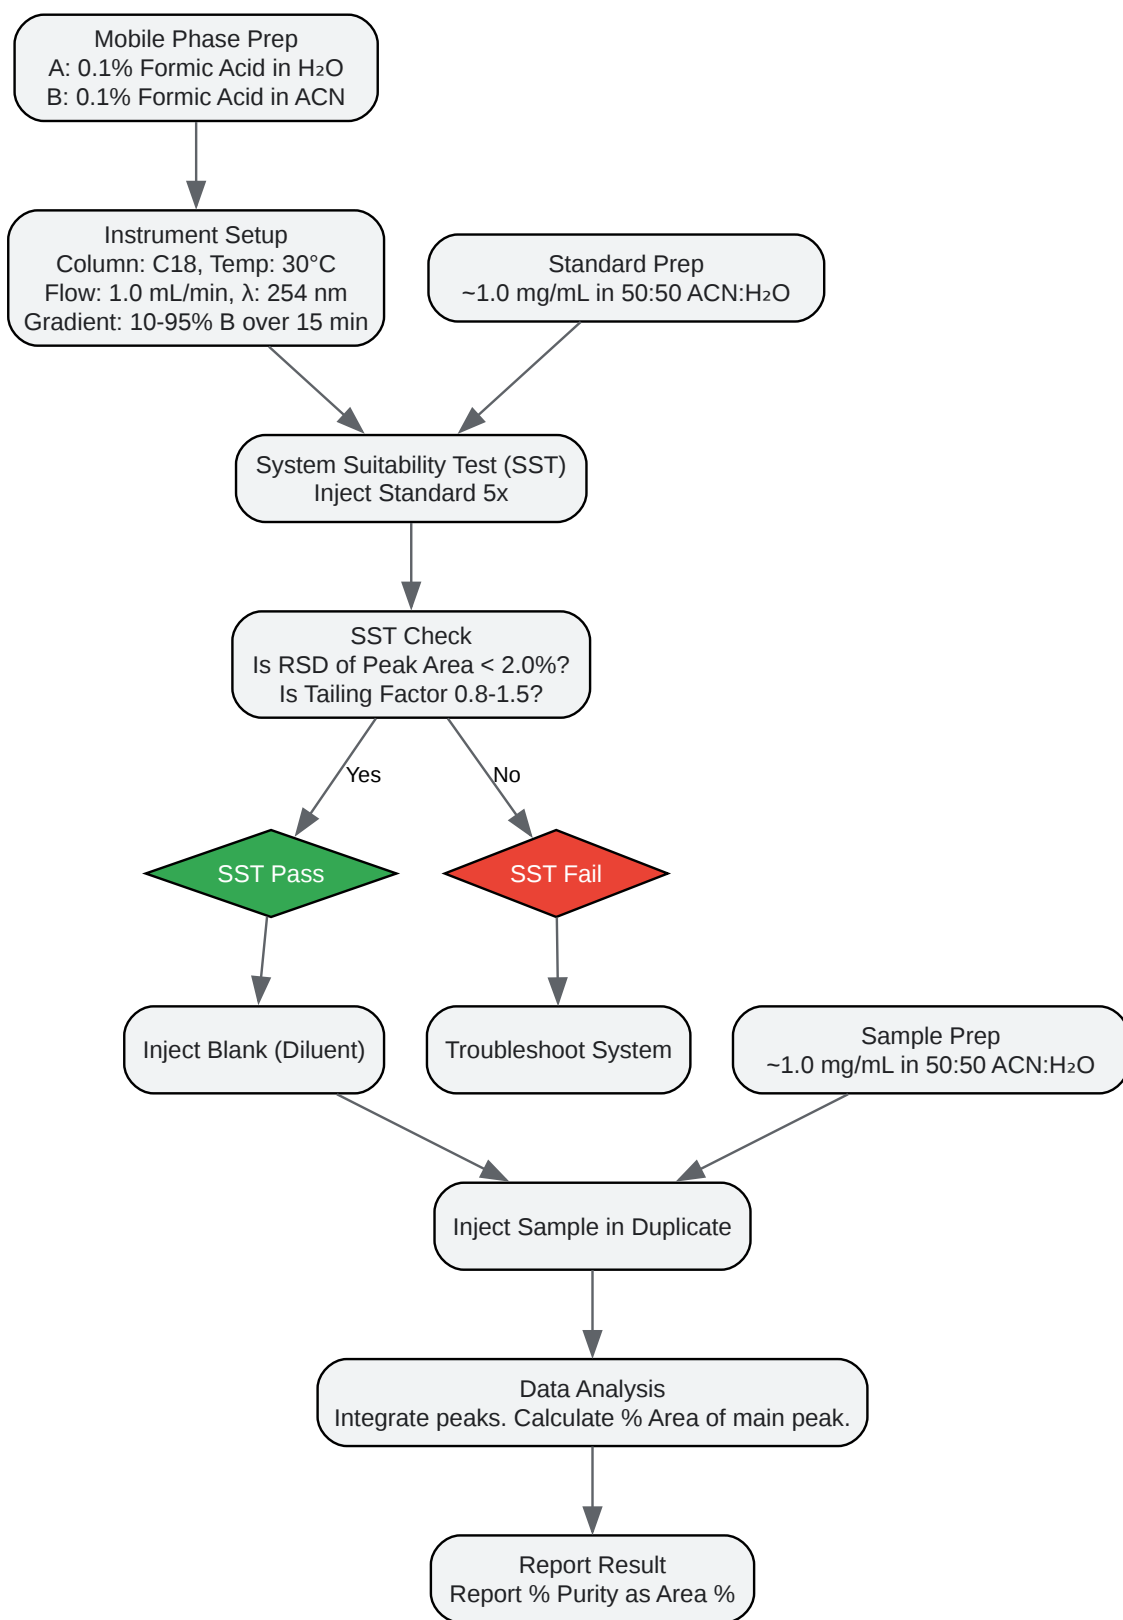 Mobile Phase Prep
A: 0.1% Formic Acid in H₂O
B: 0.1% Formic Acid in ACN
Instrument Setup
Column: C18, Temp: 30°C
Flow: 1.0 mL/min, λ: 254 nm
Gradient: 10-95% B over 15 min
Standard Prep
~1.0 mg/mL in 50:50 ACN:H₂O
System Suitability Test (SST)
Inject Standard 5x
SST Check
Is RSD of Peak Area < 2.0%?
Is Tailing Factor 0.8-1.5?
Yes
No
SST Pass
SST Fail
Inject Blank (Diluent)
Troubleshoot System
Sample Prep
~1.0 mg/mL in 50:50 ACN:H₂O
Inject Sample in Duplicate
Data Analysis
Integrate peaks. Calculate % Area of main peak.
Report Result
Report % Purity as Area %